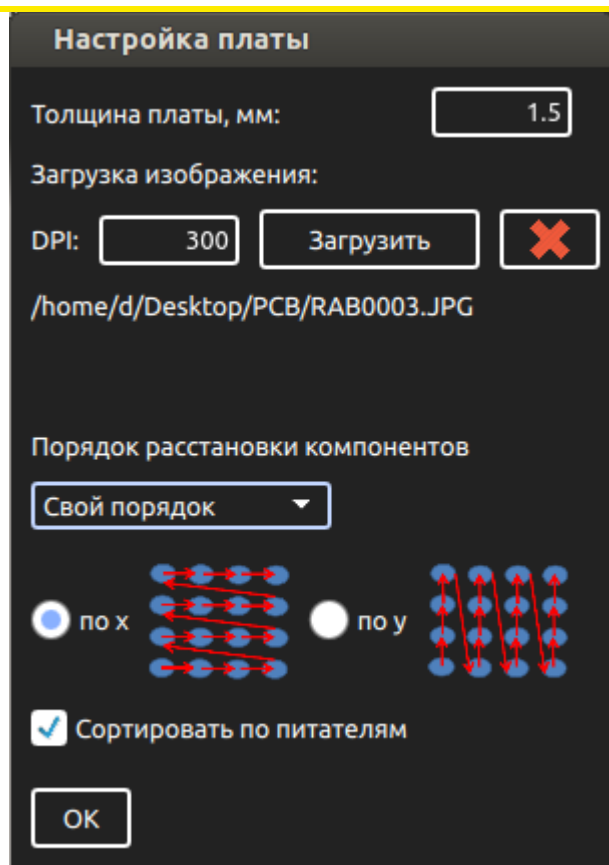 Настройка платы
Толщина платы, мм: 1.5
Загрузка изображения:
DPI: 300 Загрузить
/home/d/Desktop/PCB/RAB0003.JPG
Порядок расстановки компонентов
Свой порядок
по x по y
Сортировать по питателям
ОК